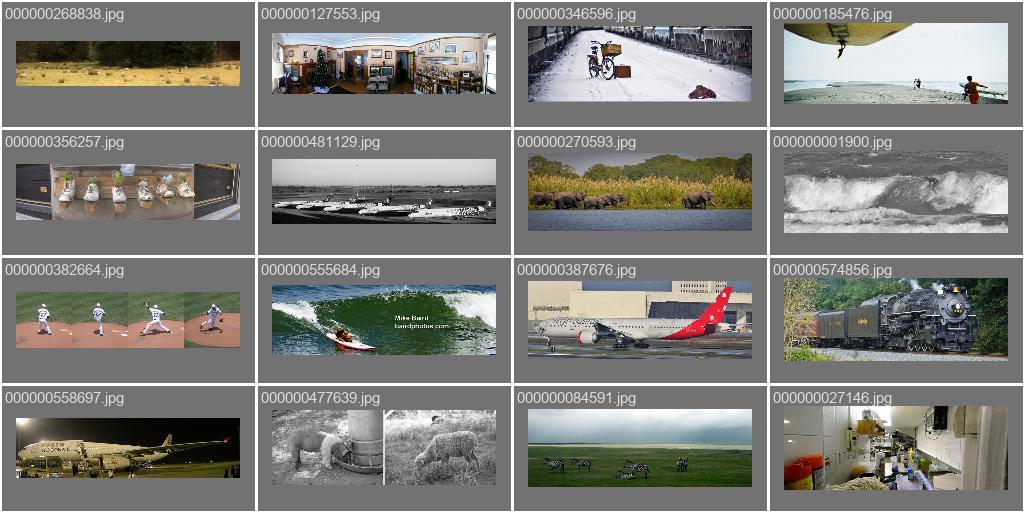 000000268838.jpg
000000127553.jpg
000000346596.jpg
000000185476.jpg
000000356257.jpg
000000481129.jpg
000000270593.jpg
000000001900.jpg
000000382664.jpg
000000555684.jpg
Mike Baird
bairdphotos.com
000000387676.jpg
000000574856.jpg
000000558697.jpg
000000477639.jpg
000000084591.jpg
000000027146.jpg